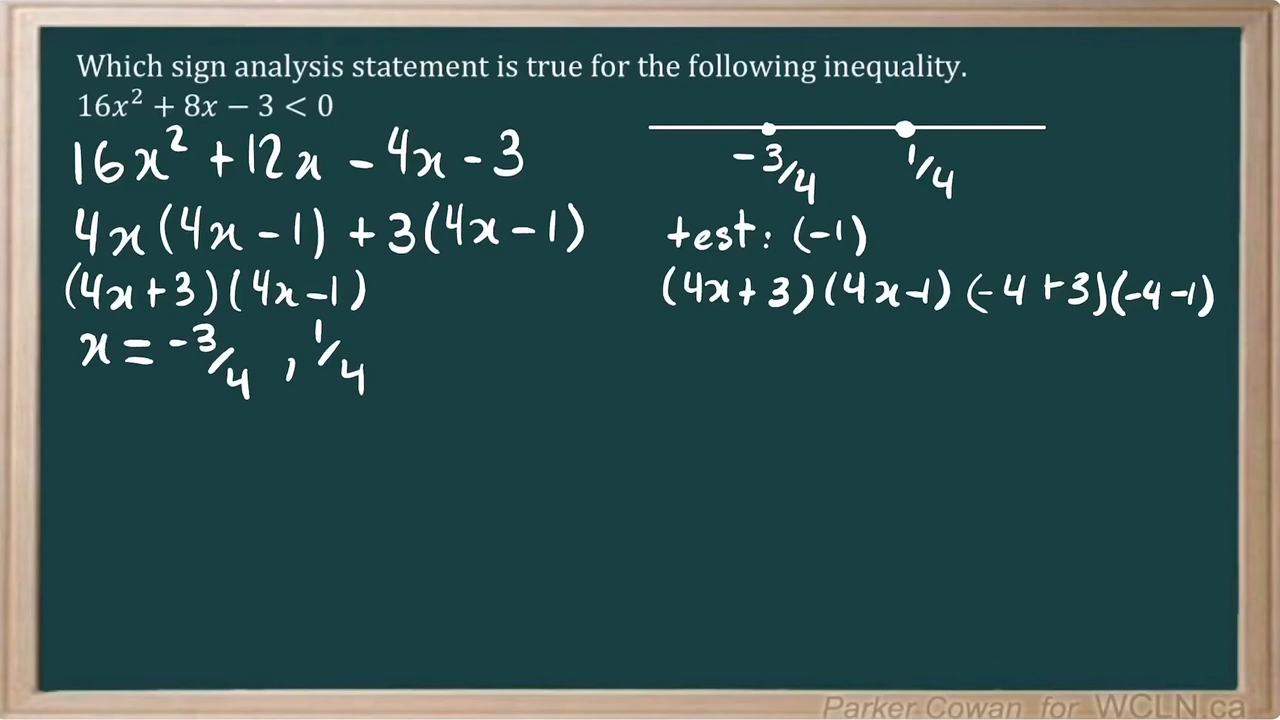 Which sign analysis statement is true for the following inequality.
16x² + 8x − 3 < 0
16x² + 12x − 4x − 3
4x(4x − 1) + 3(4x − 1)
(4x + 3)(4x − 1)
x = −3/4 , 1/4
−3/4 1/4
test: (−1)
(4x + 3)(4x − 1) (−4 + 3)(−4 − 1)
Parker Cowan for WCLN.ca